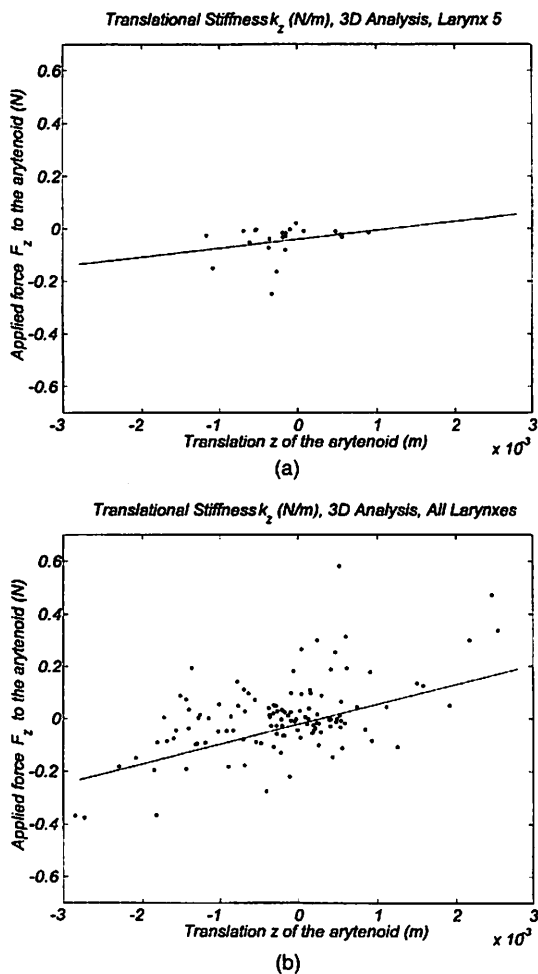 Translational Stiffness k_z (N/m), 3D Analysis, Larynx 5
Applied force F_z to the arytenoid (N)
0.6
0.4
0.2
0
-0.2
-0.4
-0.6
-3 -2 -1 0 1 2 3
Translation z of the arytenoid (m)
x 10^-3
(a)
Translational Stiffness k_z (N/m), 3D Analysis, All Larynxes
Applied force F_z to the arytenoid (N)
0.6
0.4
0.2
0
-0.2
-0.4
-0.6
-3 -2 -1 0 1 2 3
Translation z of the arytenoid (m)
x 10^-3
(b)